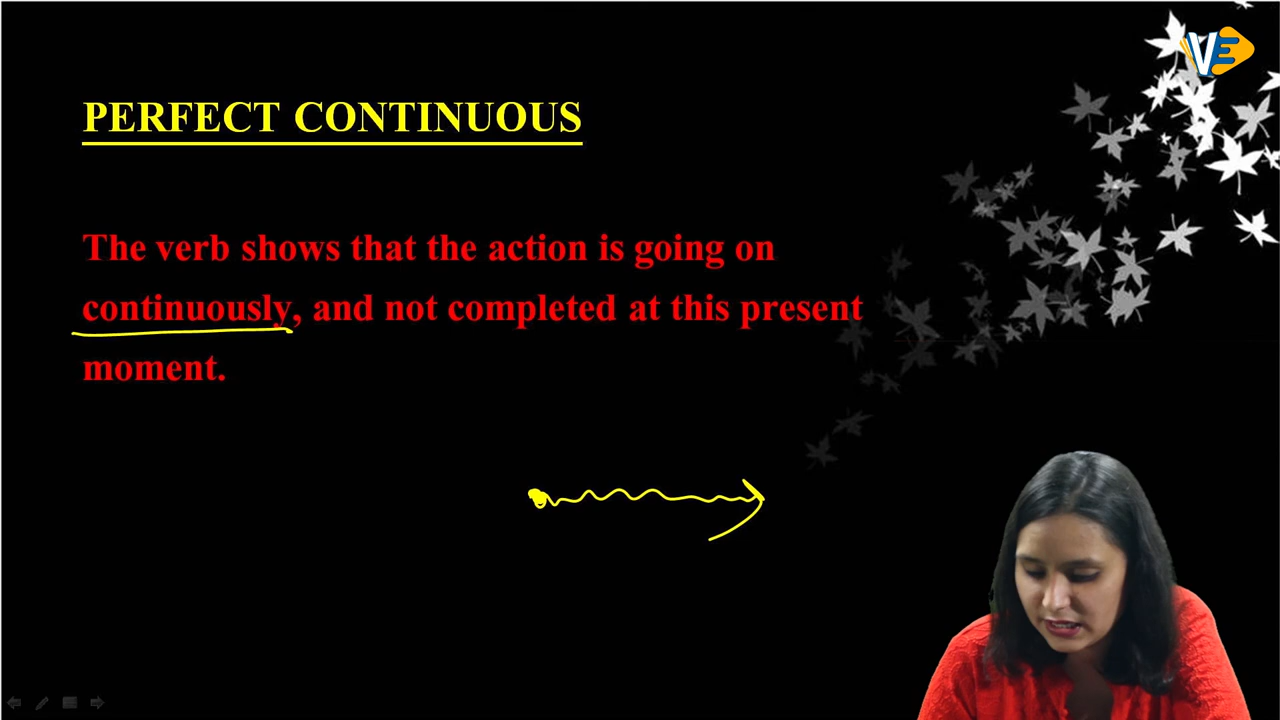 VE
PERFECT CONTINUOUS
The verb shows that the action is going on
continuously, and not completed at this present
moment.